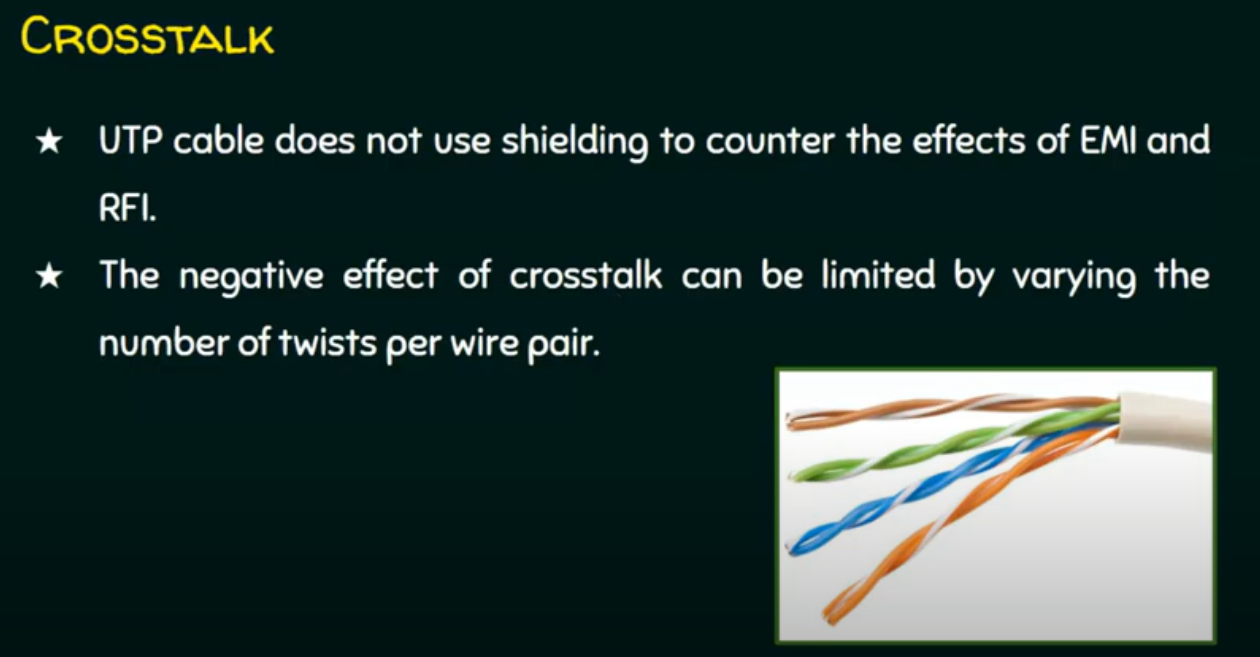 CROSSTALK
★ UTP cable does not use shielding to counter the effects of EMI and
RFI.
★ The negative effect of crosstalk can be limited by varying the
number of twists per wire pair.